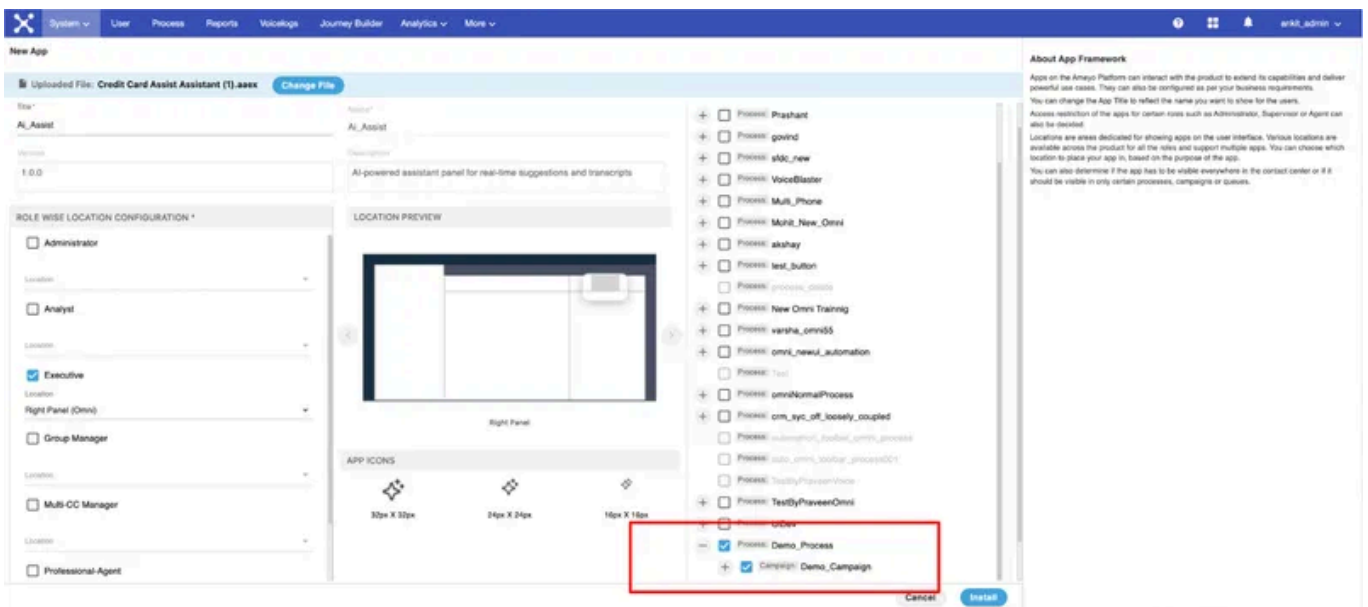 System User Process Reports Voicelogs Journey Builder Analytics More ankit_admin
New App
Uploaded File: Credit Card Assist Assistant (1).aaex Change File
Title*
Ai_Assist
Name*
Ai_Assist
Version
1.0.0
Description
AI-powered assistant panel for real-time suggestions and transcripts
ROLE WISE LOCATION CONFIGURATION *
Administrator
Location
Analyst
Location
Executive
Location
Right Panel (Omni)
Group Manager
Location
Multi-CC Manager
Location
Professional-Agent
LOCATION PREVIEW
Right Panel
APP ICONS
32px X 32px 24px X 24px 16px X 16px
Process: Prashant
Process: govind
Process: sfdc_new
Process: VoiceBlaster
Process: Multi_Phone
Process: Mohit_New_Omni
Process: akshay
Process: test_button
Process: process_delete
Process: New Omni Trainnig
Process: varsha_omni55
Process: omni_newui_automation
Process: Test
Process: omniNormalProcess
Process: crm_syc_off_loosely_coupled
Process:
Process:
Process: TestByPraveenVoice
Process: TestByPraveenOmni
Process: UiDev
Process: Demo_Process
Campaign: Demo_Campaign
Cancel Install
About App Framework
Apps on the Ameyo Platform can interact with the product to extend its capabilities and deliver
powerful use cases. They can also be configured as per your business requirements.
You can change the App Title to reflect the name you want to show for the users.
Access restriction of the apps for certain roles such as Administrator, Supervisor or Agent can
also be decided.
Locations are areas dedicated for showing apps on the user interface. Various locations are
available across the product for all the roles and support multiple apps. You can choose which
location to place your app in, based on the purpose of the app.
You can also determine if the app has to be visible everywhere in the contact center or if it
should be visible in only certain processes, campaigns or queues.